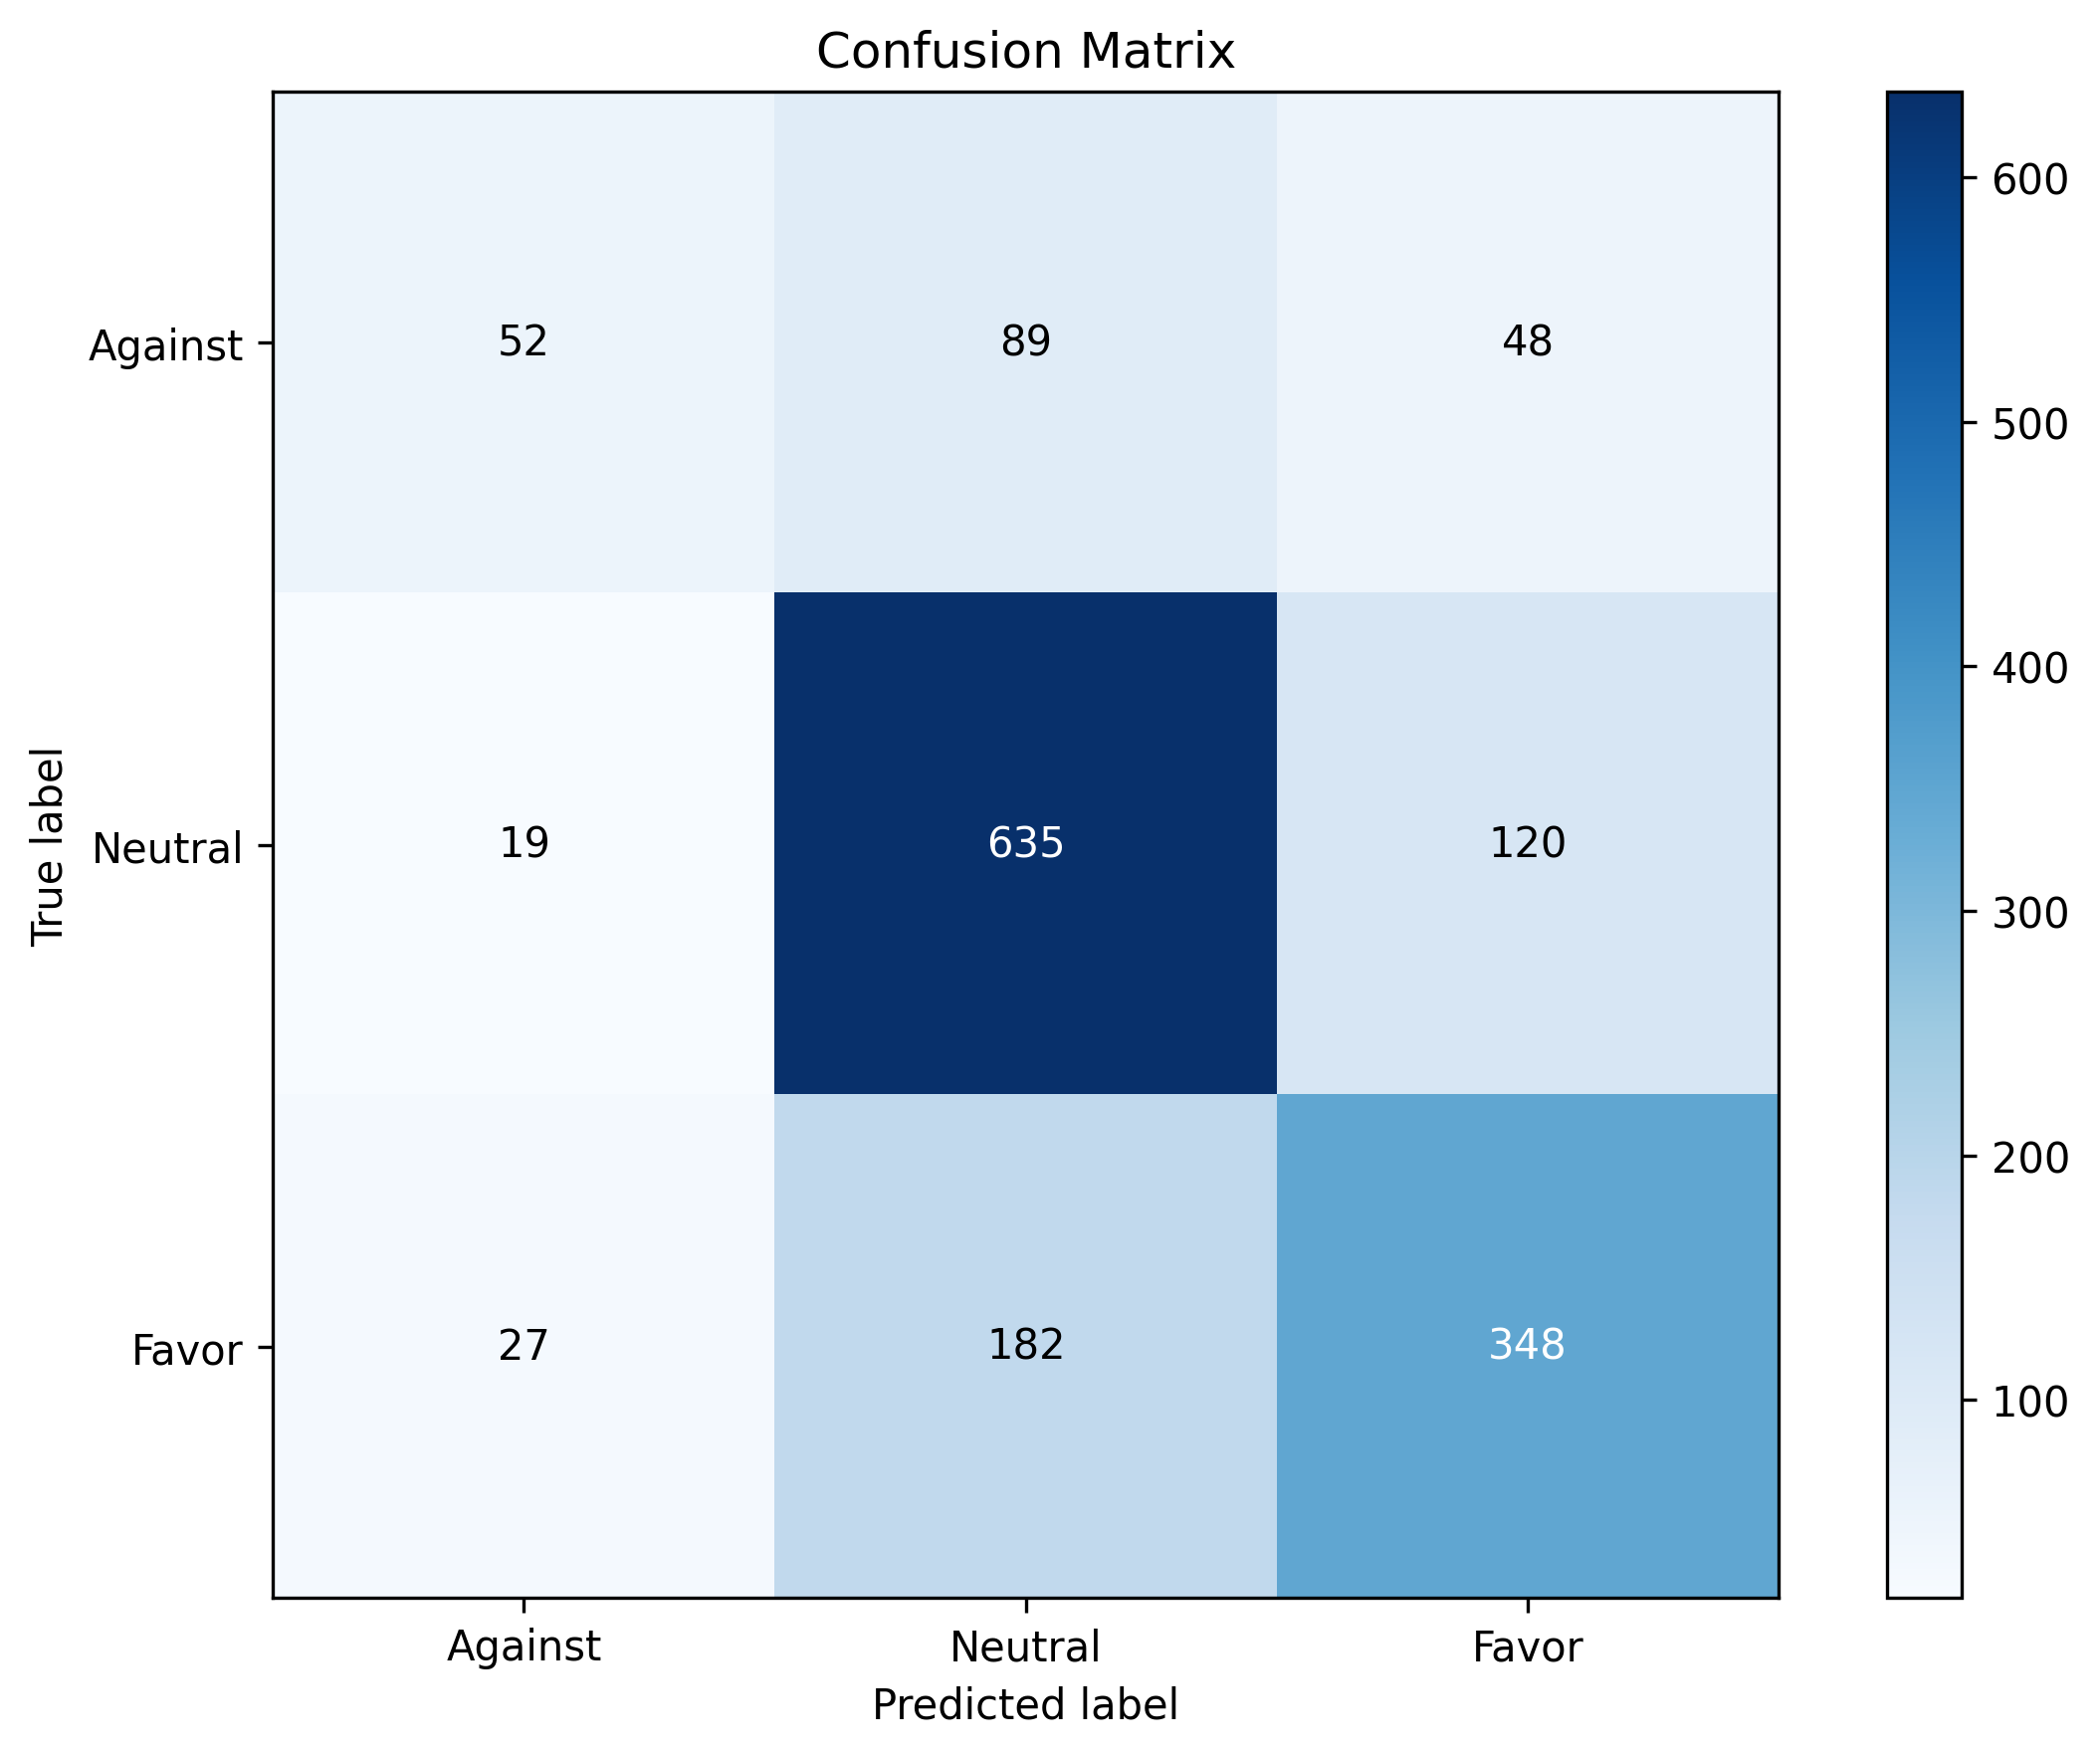 Confusion Matrix
Against 52 89 48
Neutral 19 635 120
Favor 27 182 348
Against Neutral Favor
Predicted label
True label
600
500
400
300
200
100